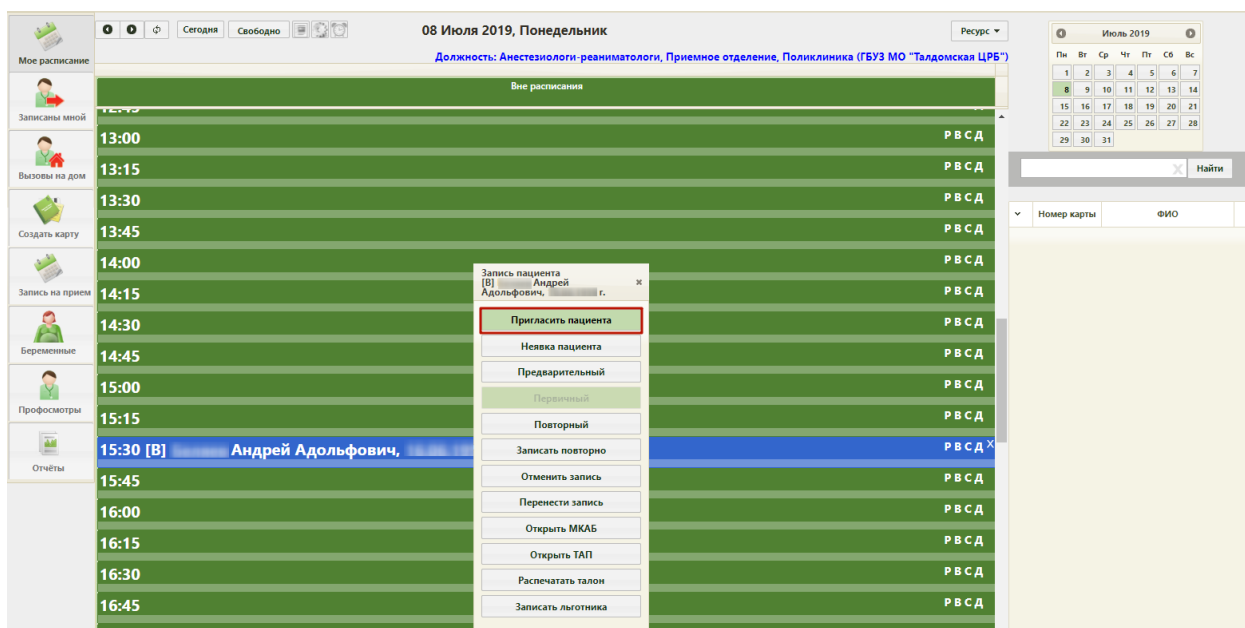 Мое расписание
Записаны мной
Вызовы на дом
Создать карту
Запись на прием
Беременные
Профосмотры
Отчёты
Сегодня
Свободно
08 Июля 2019, Понедельник
Ресурс
Должность: Анестезиологи-реаниматологи, Приемное отделение, Поликлиника (ГБУЗ МО "Талдомская ЦРБ")
Вне расписания
12:45
13:00 Р В С Д
13:15 Р В С Д
13:30 Р В С Д
13:45 Р В С Д
14:00 Р В С Д
14:15 Р В С Д
14:30 Р В С Д
14:45 Р В С Д
15:00 Р В С Д
15:15 Р В С Д
15:30 [В] Андрей Адольфович, Р В С Д X
15:45 Р В С Д
16:00 Р В С Д
16:15 Р В С Д
16:30 Р В С Д
16:45 Р В С Д
Запись пациента
[В] Андрей
Адольфович, г.
Пригласить пациента
Неявка пациента
Предварительный
Первичный
Повторный
Записать повторно
Отменить запись
Перенести запись
Открыть МКАБ
Открыть ТАП
Распечатать талон
Записать льготника
Июль 2019
Пн Вт Ср Чт Пт Сб Вс
1 2 3 4 5 6 7
8 9 10 11 12 13 14
15 16 17 18 19 20 21
22 23 24 25 26 27 28
29 30 31
X Найти
Номер карты ФИО